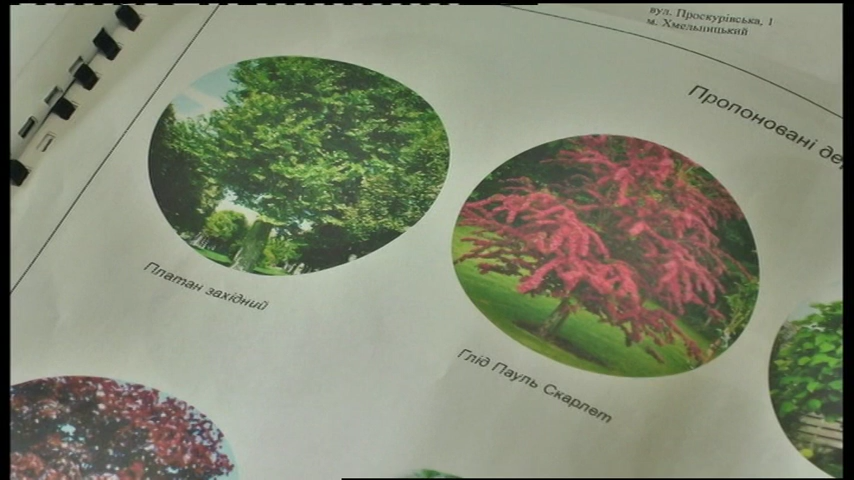 вул. Проскурівська, 1
м. Хмельницький
Пропоновані де
Платан західний
Глід Пауль Скарлет